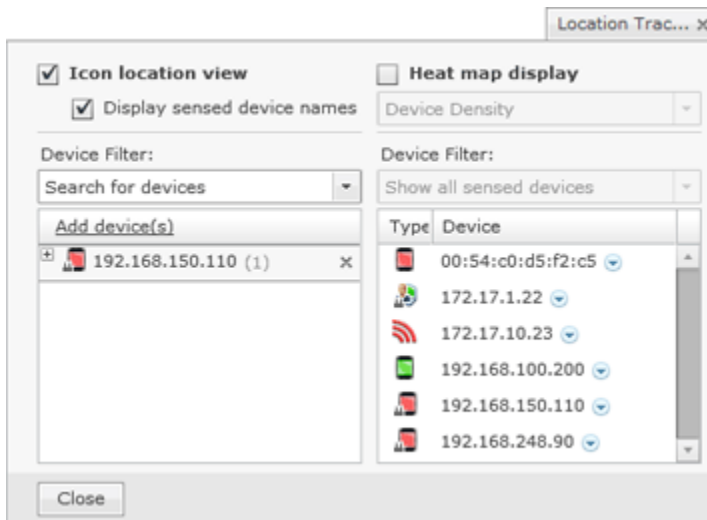 Location Trac... x
Icon location view
Display sensed device names
Device Filter:
Search for devices
Add device(s)
192.168.150.110 (1)
Heat map display
Device Density
Device Filter:
Show all sensed devices
Type Device
00:54:c0:d5:f2:c5
172.17.1.22
172.17.10.23
192.168.100.200
192.168.150.110
192.168.248.90
Close